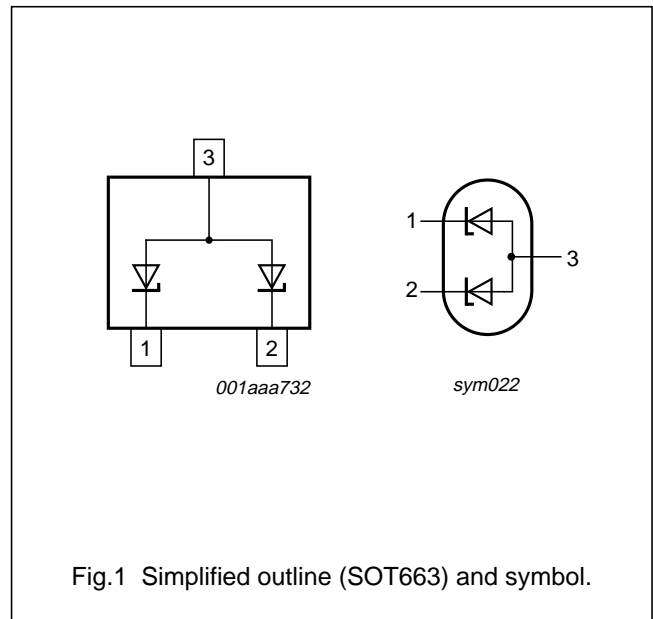 3
1
2
001aaa732
1
2
3
sym022
Fig.1 Simplified outline (SOT663) and symbol.